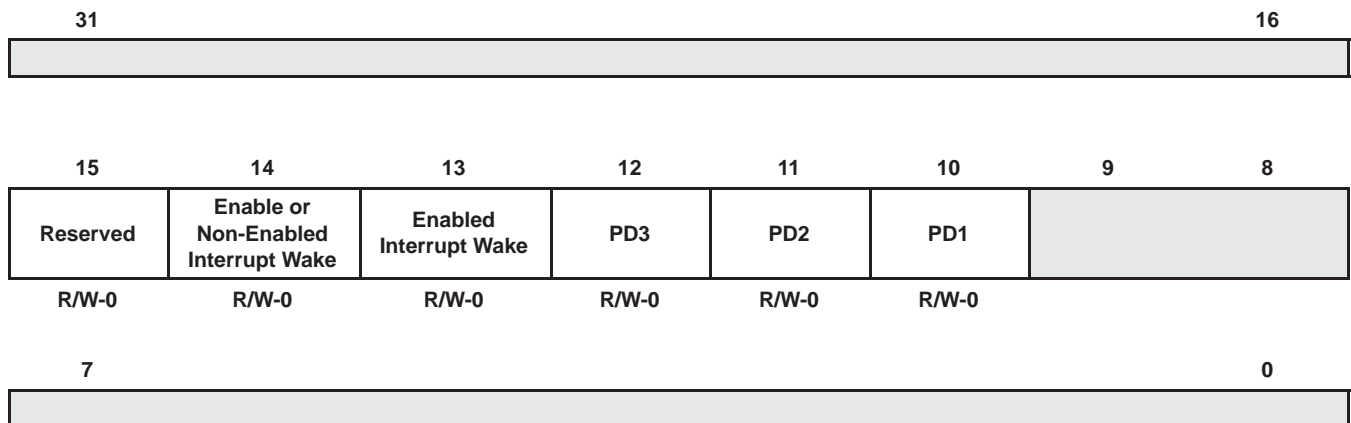 31 16
15 14 13 12 11 10 9 8
Reserved
Enable or
Non-Enabled
Interrupt Wake
Enabled
Interrupt Wake
PD3
PD2
PD1
R/W-0 R/W-0 R/W-0 R/W-0 R/W-0 R/W-0
7 0